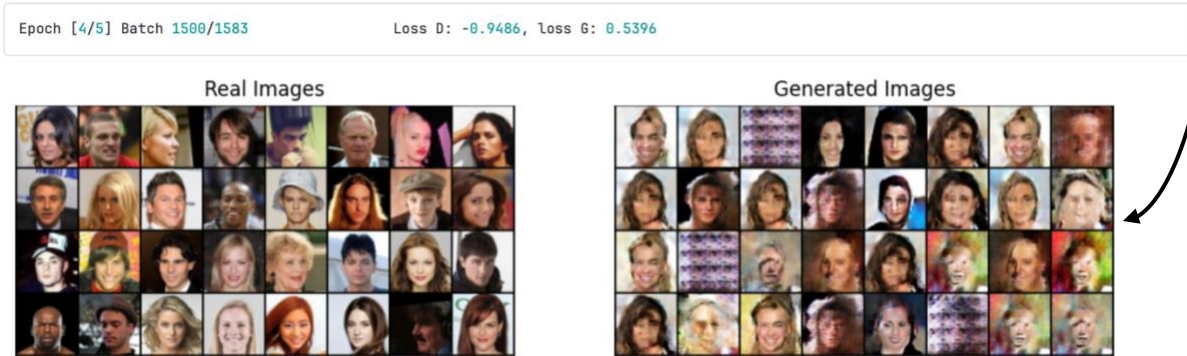 Epoch [4/5] Batch 1500/1583 Loss D: -0.9486, loss G: 0.5396
Real Images
Generated Images